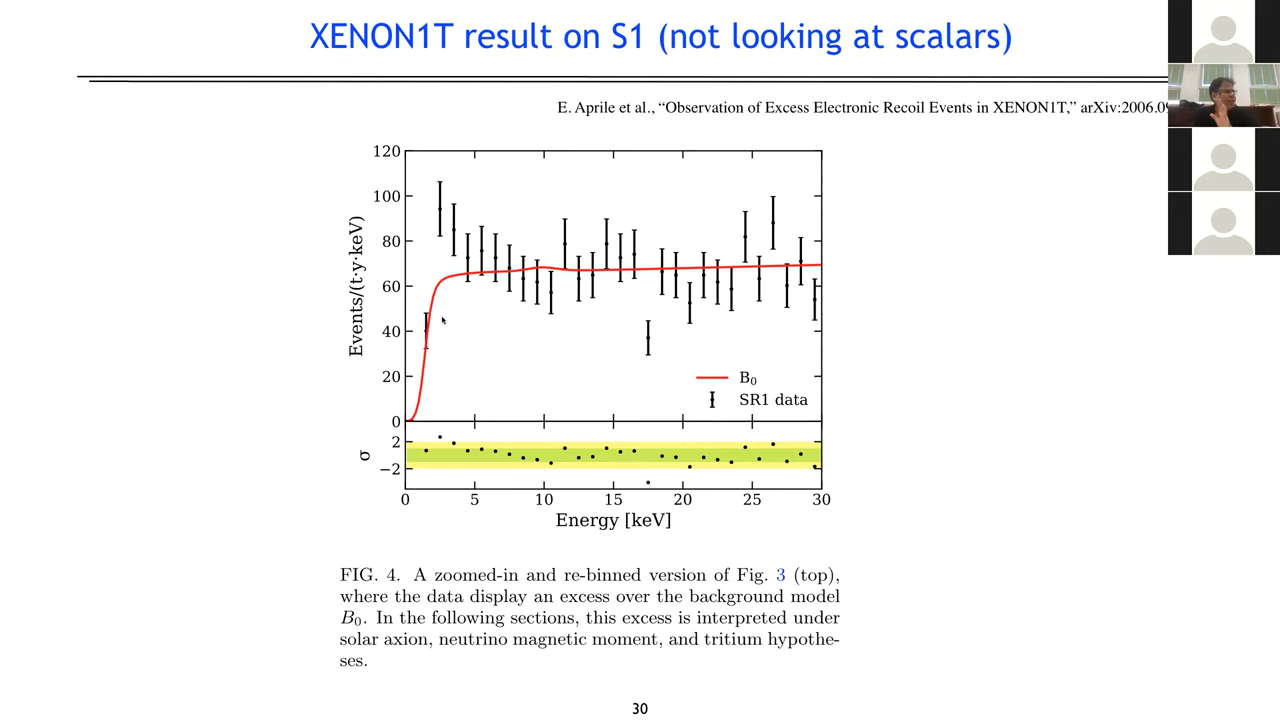 XENON1T result on S1 (not looking at scalars)
E. Aprile et al., “Observation of Excess Electronic Recoil Events in XENON1T,” arXiv:2006.09
120
100
80
60
40
20
0
Events/(t·y·keV)
B₀
SR1 data
2
−2
σ
0 5 10 15 20 25 30
Energy [keV]
FIG. 4. A zoomed-in and re-binned version of Fig. 3 (top),
where the data display an excess over the background model
B₀. In the following sections, this excess is interpreted under
solar axion, neutrino magnetic moment, and tritium hypothe-
ses.
30